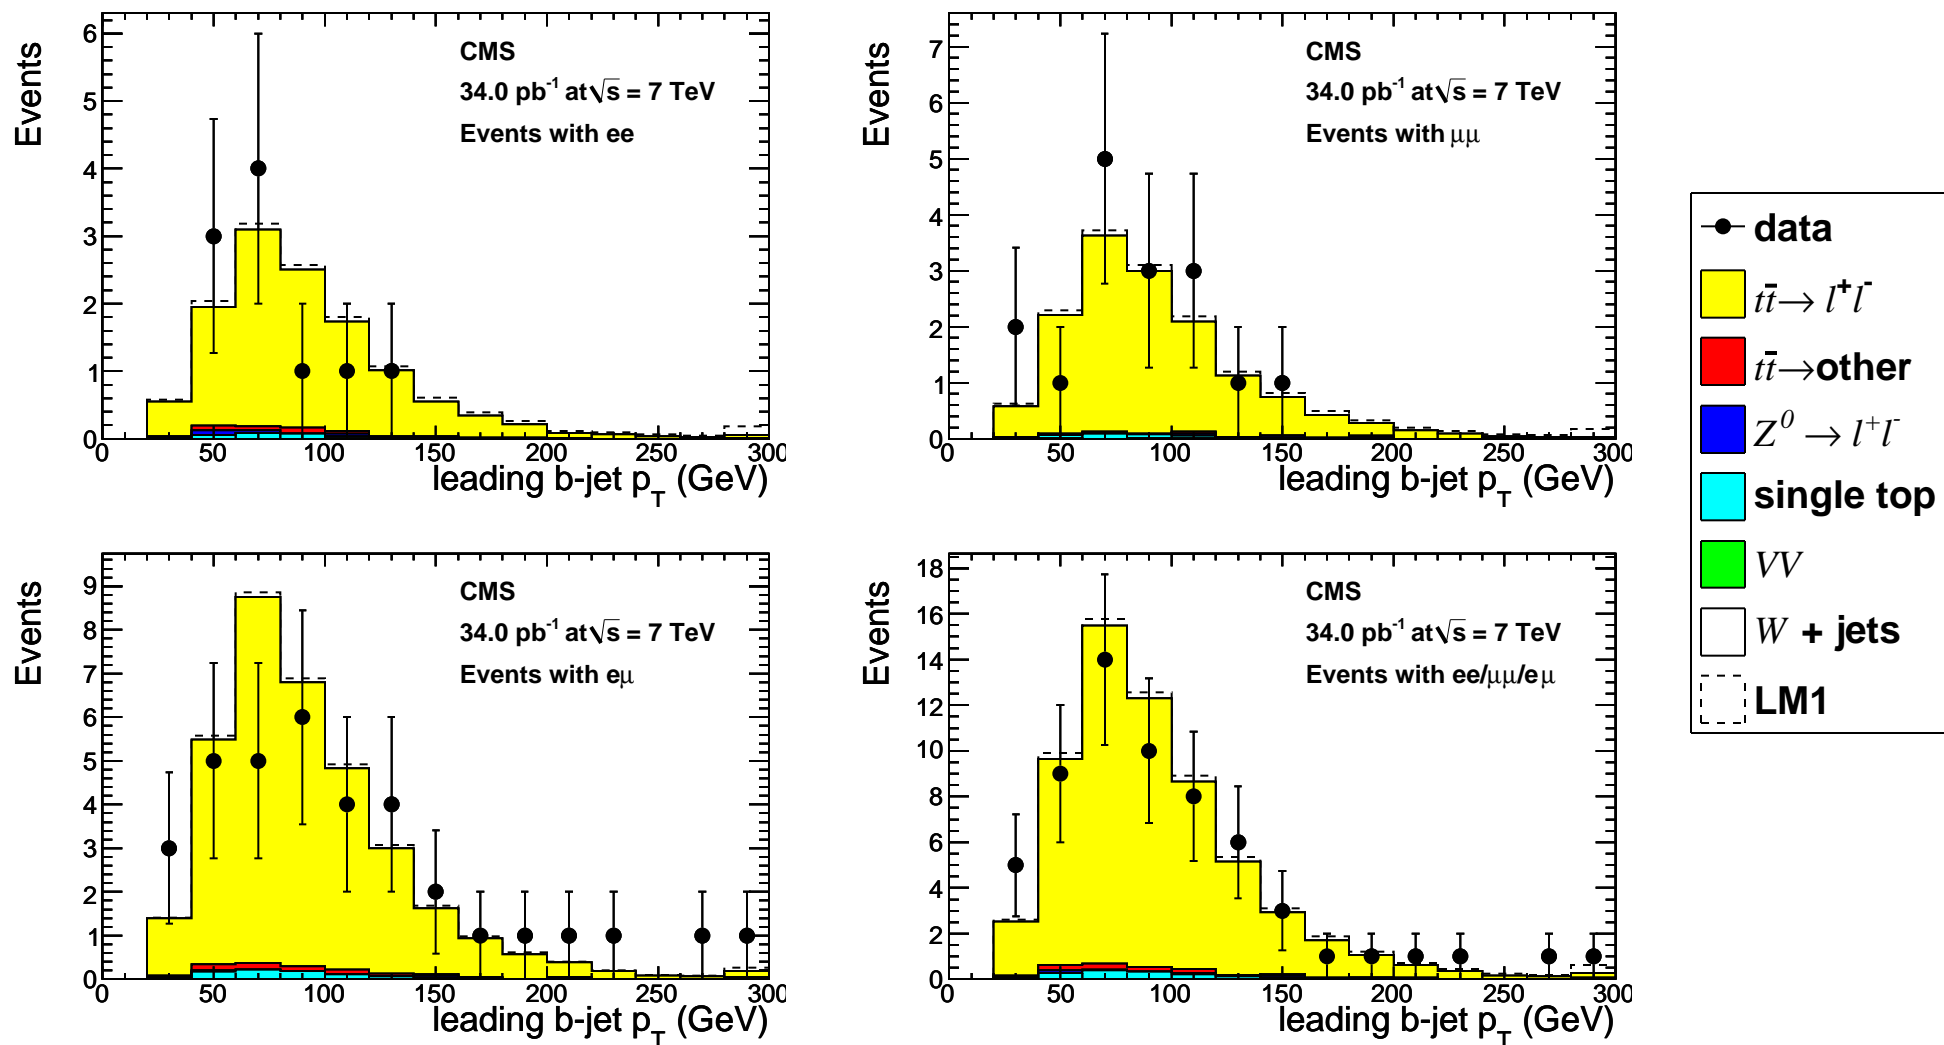 Events
6
5
4
3
2
1
0
CMS
34.0 pb⁻¹ at √s = 7 TeV
Events with ee
0 50 100 150 200 250 300
leading b-jet p_T (GeV)
Events
7
6
5
4
3
2
1
0
CMS
34.0 pb⁻¹ at √s = 7 TeV
Events with μμ
0 50 100 150 200 250 300
leading b-jet p_T (GeV)
Events
9
8
7
6
5
4
3
2
1
0
CMS
34.0 pb⁻¹ at √s = 7 TeV
Events with eμ
0 50 100 150 200 250 300
leading b-jet p_T (GeV)
Events
18
16
14
12
10
8
6
4
2
0
CMS
34.0 pb⁻¹ at √s = 7 TeV
Events with ee/μμ/eμ
0 50 100 150 200 250 300
leading b-jet p_T (GeV)
data
tt̄→ l⁺l⁻
tt̄→other
Z⁰ → l⁺l⁻
single top
VV
W + jets
LM1